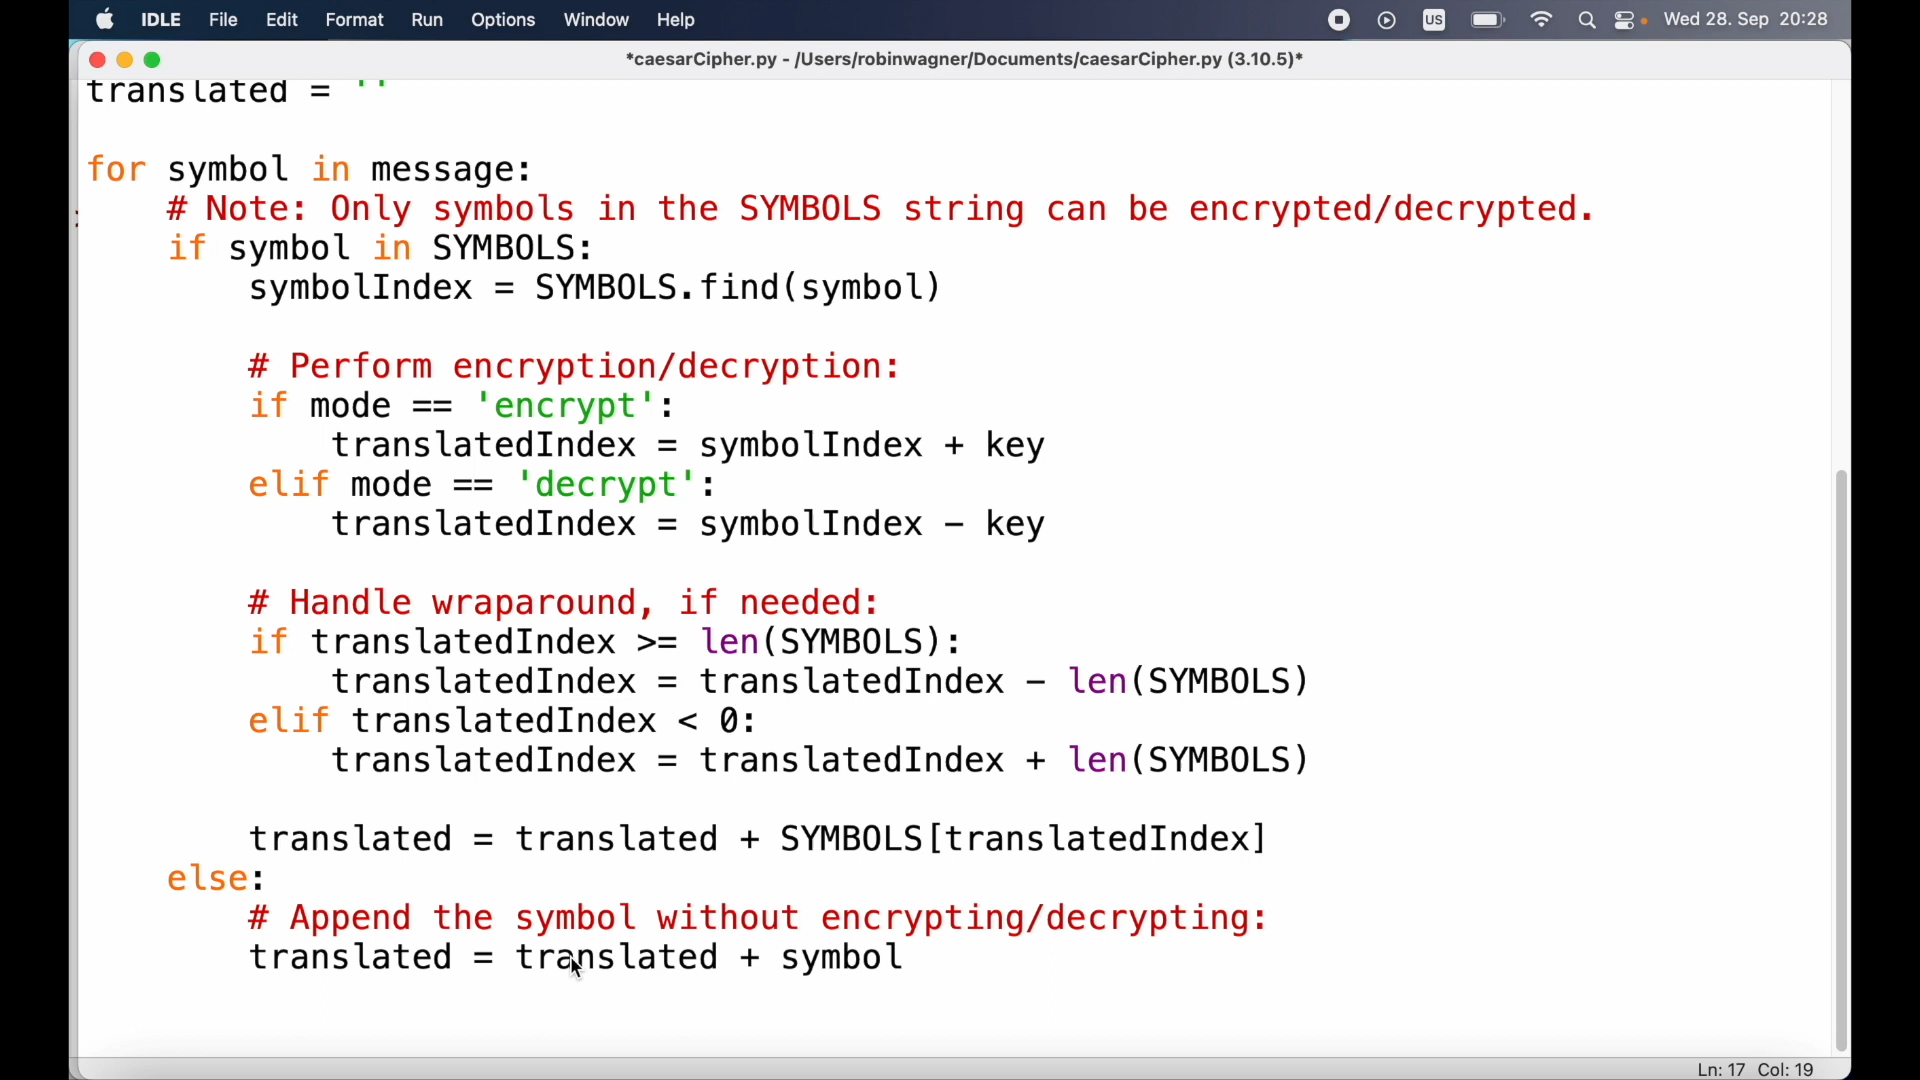 IDLE File Edit Format Run Options Window Help US Wed 28. Sep 20:28
*caesarCipher.py - /Users/robinwagner/Documents/caesarCipher.py (3.10.5)*
translated = ''
for symbol in message:
# Note: Only symbols in the SYMBOLS string can be encrypted/decrypted.
if symbol in SYMBOLS:
symbolIndex = SYMBOLS.find(symbol)
# Perform encryption/decryption:
if mode == 'encrypt':
translatedIndex = symbolIndex + key
elif mode == 'decrypt':
translatedIndex = symbolIndex - key
# Handle wraparound, if needed:
if translatedIndex >= len(SYMBOLS):
translatedIndex = translatedIndex - len(SYMBOLS)
elif translatedIndex < 0:
translatedIndex = translatedIndex + len(SYMBOLS)
translated = translated + SYMBOLS[translatedIndex]
else:
# Append the symbol without encrypting/decrypting:
translated = translated + symbol
Ln: 17 Col: 19